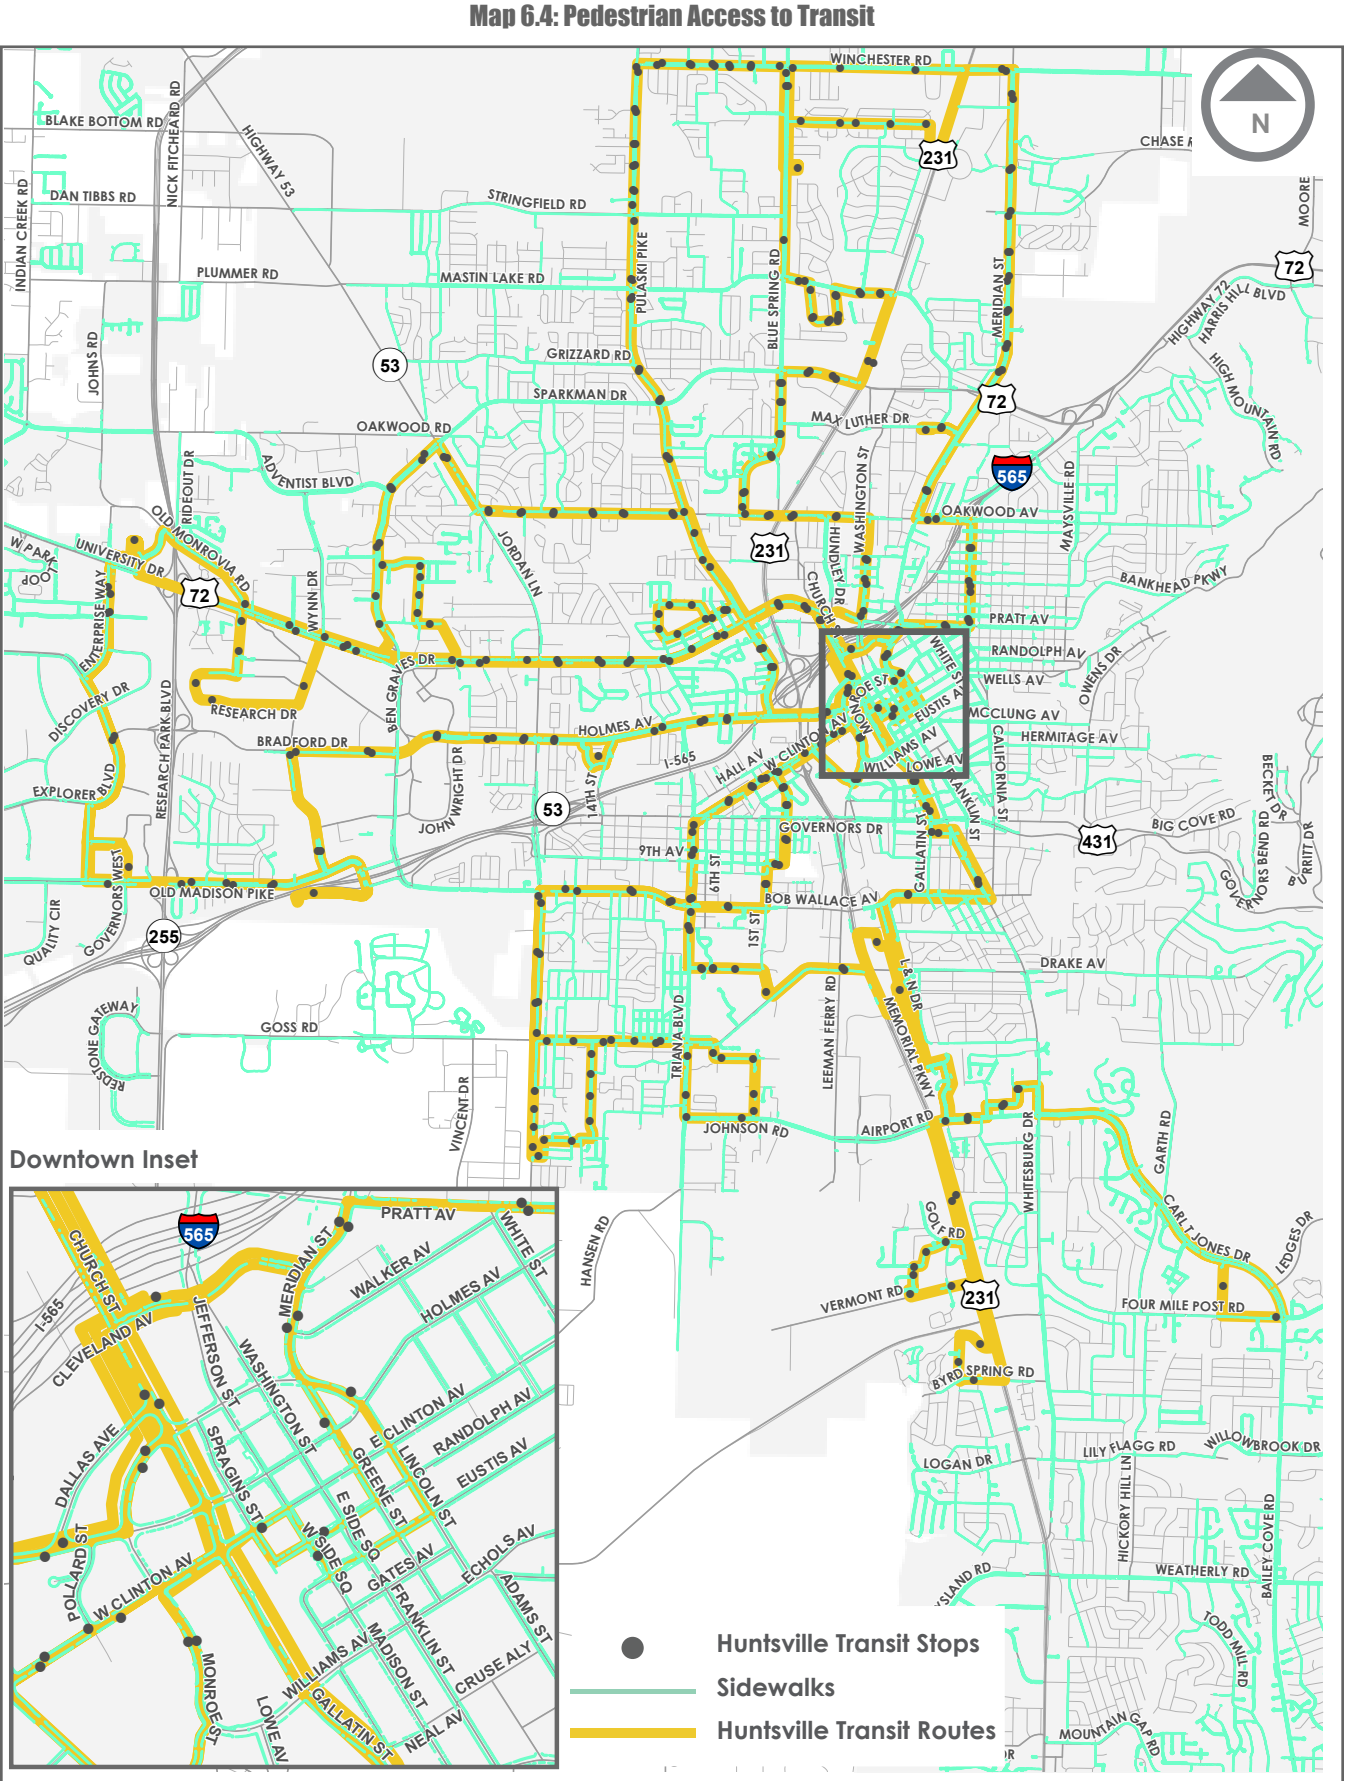 Map 6.4: Pedestrian Access to Transit
WINCHESTER RD
N
BLAKE BOTTOM RD
NICK FITCHEARD RD
HIGHWAY 53
231
CHASE R
INDIAN CREEK RD
DAN TIBBS RD
STRINGFIELD RD
MOORE
PULASKI PIKE
BLUE SPRING RD
MERIDIAN ST
72
PLUMMER RD
MASTIN LAKE RD
HIGHWAY 72
HARRIS HILL BLVD
JOHNS RD
53
GRIZZARD RD
HIGH MOUNTAIN RD
SPARKMAN DR
72
MAX LUTHER DR
OAKWOOD RD
ADVENTIST BLVD
RIDEOUT DR
WASHINGTON ST
565
MAYSVILLE RD
OLD MONROVIA RD
OAKWOOD AV
W PARK
LOOP
UNIVERSITY DR
JORDAN LN
231
HUNDLEY DR
ENTERPRISE WAY
72
WYNN DR
CHURCH S
BANKHEAD PKWY
PRATT AV
WHITE ST
RANDOLPH AV
BEN GRAVES DR
OWENS DR
WELLS AV
ROE ST
MON
EUSTIS A
DISCOVERY DR
RESEARCH PARK BLVD
RESEARCH DR
MCCLUNG AV
HOLMES AV
BRADFORD DR
HERMITAGE AV
W CLINTON AV
WILLIAMS AV
I-565
HALL AV
LOWE AV
CALIFORNIA ST
FRANKLIN ST
EXPLORER BLVD
JOHN WRIGHT DR
14TH ST
BECKET DR
53
GOVERNORS DR
GALLATIN ST
431
BIG COVE RD
GOVERNORS BEND RD
BURRITT DR
9TH AV
6TH ST
GOVERNORS WEST
OLD MADISON PIKE
BOB WALLACE AV
QUALITY CIR
255
1ST ST
L & N DR
DRAKE AV
MEMORIAL PKWY
LEEMAN FERRY RD
TRIANA BLVD
REDSTONE GATEWAY
GOSS RD
VINCENT DR
JOHNSON RD
AIRPORT RD
WHITESBURG DR
GARTH RD
Downtown Inset
CARL T JONES DR
LEDGES DR
GOLF RD
HANSEN RD
VERMONT RD
231
FOUR MILE POST RD
BYRD SPRING RD
LOGAN DR
LILY FLAGG RD
WILLOWBROOK DR
HICKORY HILL LN
BAILEY COVE RD
WEATHERLY RD
YSLAND RD
TODD MILL RD
MOUNTAIN GAP RD
DR
CHURCH ST
565
PRATT AV
WHITE ST
MERIDIAN ST
WALKER AV
HOLMES AV
I-565
CLEVELAND AV
JEFFERSON ST
WASHINGTON ST
E CLINTON AV
RANDOLPH AV
EUSTIS AV
DALLAS AVE
SPRAGINS ST
GREENE ST
LINCOLN ST
E SIDE SQ
W SIDE SQ
GATES AV
ECHOLS AV
ADAMS ST
POLLARD ST
W CLINTON AV
FRANKLIN ST
MADISON ST
WILLIAMS AV
CRUSE ALY
MONROE ST
LOWE AV
GALLATIN ST
NEAL AV
Huntsville Transit Stops
Sidewalks
Huntsville Transit Routes